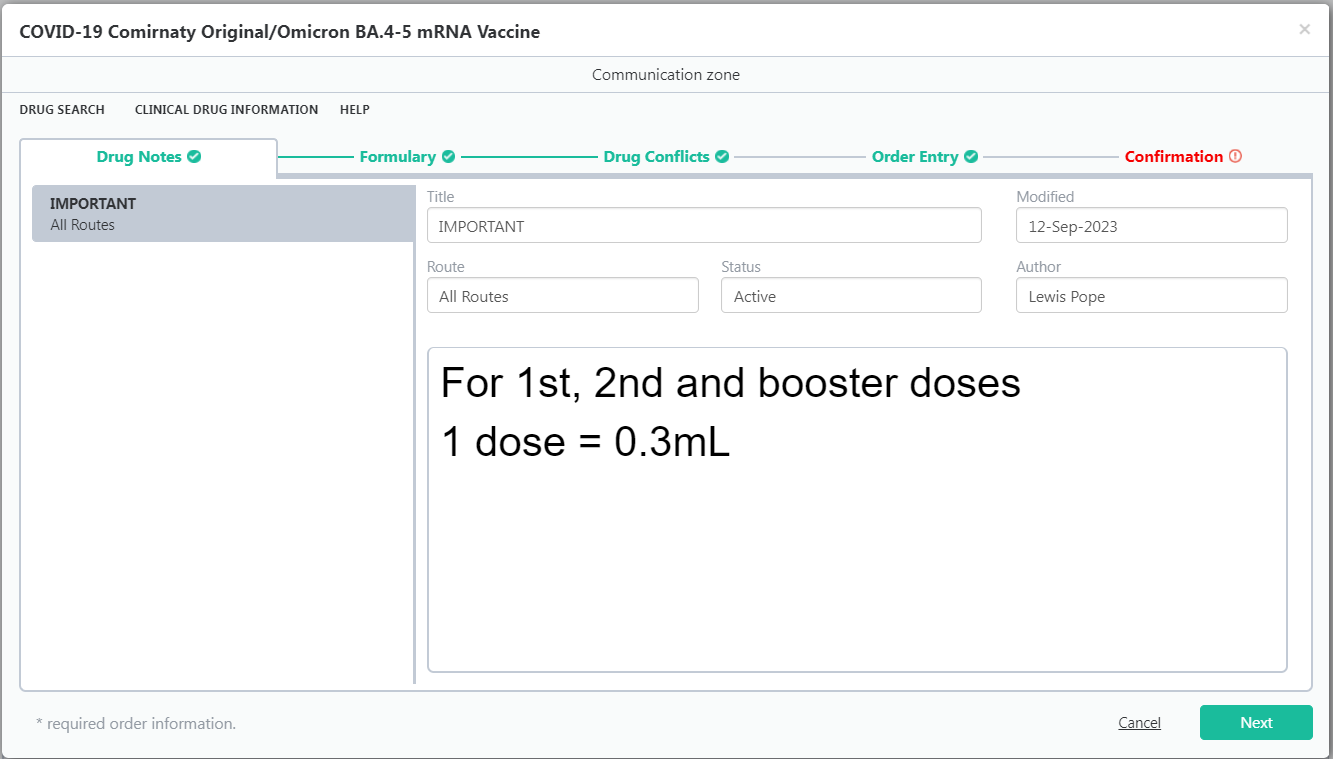 COVID-19 Comirnaty Original/Omicron BA.4-5 mRNA Vaccine
×
Communication zone
DRUG SEARCH CLINICAL DRUG INFORMATION HELP
Drug Notes Formulary Drug Conflicts Order Entry Confirmation
IMPORTANT
All Routes
Title Modified
IMPORTANT 12-Sep-2023
Route Status Author
All Routes Active Lewis Pope
For 1st, 2nd and booster doses
1 dose = 0.3mL
* required order information.
Cancel Next